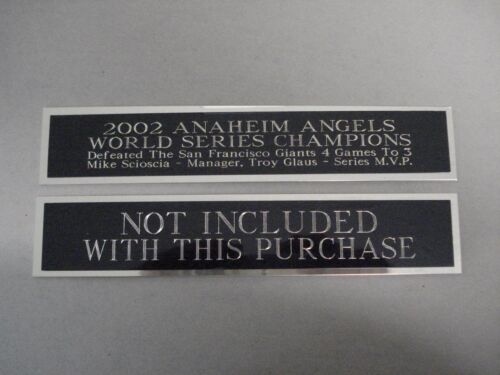 2002 ANAHEIM ANGELS
WORLD SERIES CHAMPIONS
Defeated The San Francisco Giants 4 Games To 3
Mike Scioscia - Manager, Troy Glaus - Series M.V.P.
NOT INCLUDED
WITH THIS PURCHASE